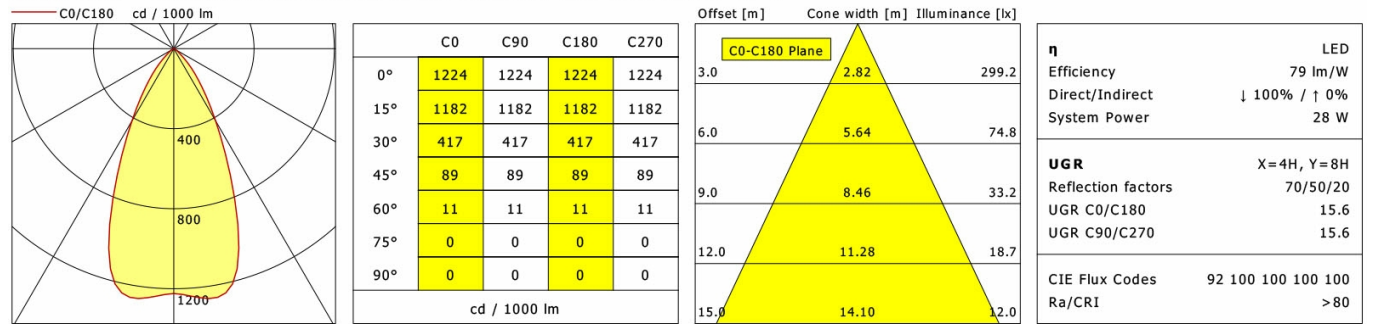 C0/C180 cd / 1000 lm
400
800
1200
C0 C90 C180 C270
0° 1224 1224 1224 1224
15° 1182 1182 1182 1182
30° 417 417 417 417
45° 89 89 89 89
60° 11 11 11 11
75° 0 0 0 0
90° 0 0 0 0
cd / 1000 lm
Offset [m] Cone width [m] Illuminance [lx]
C0-C180 Plane
3.0 2.82 299.2
6.0 5.64 74.8
9.0 8.46 33.2
12.0 11.28 18.7
15.0 14.10 12.0
η LED
Efficiency 79 lm/W
Direct/Indirect ↓ 100% / ↑ 0%
System Power 28 W
UGR X=4H, Y=8H
Reflection factors 70/50/20
UGR C0/C180 15.6
UGR C90/C270 15.6
CIE Flux Codes 92 100 100 100 100
Ra/CRI >80